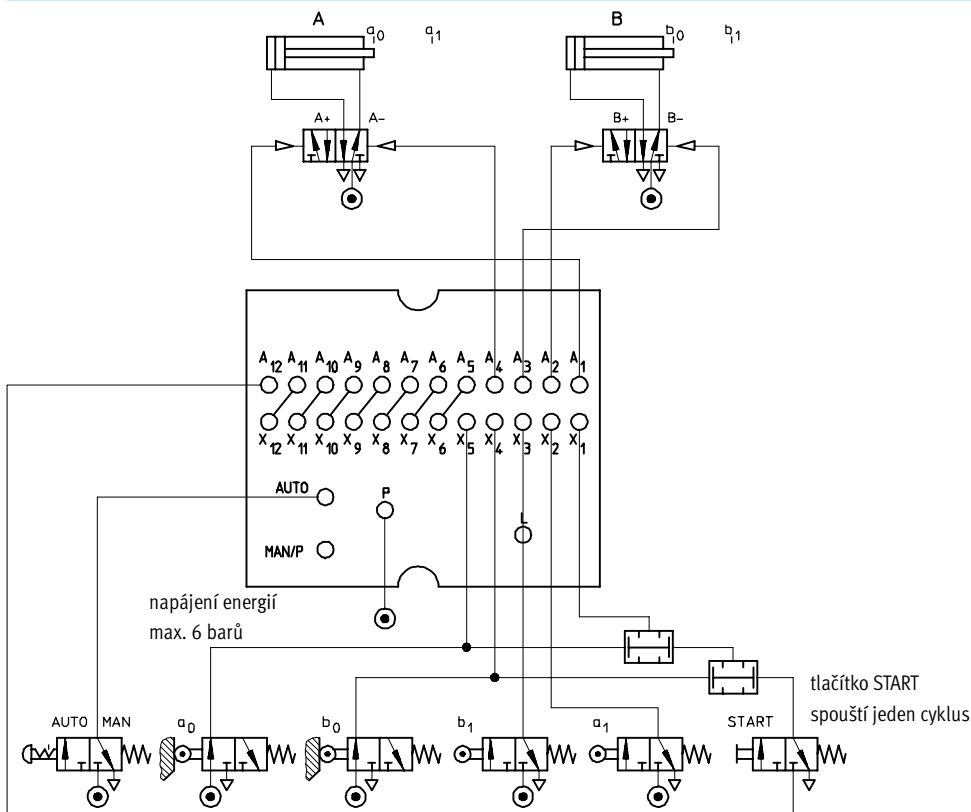 A B
a0 a1 b0 b1
A+ A- B+ B-
A12 A11 A10 A9 A8 A7 A6 A5 A4 A3 A2 A1
X12 X11 X10 X9 X8 X7 X6 X5 X4 X3 X2 X1
AUTO P L
MAN/P
napájení energií
max. 6 barů
tlačítko START
spouští jeden cyklus
AUTO MAN a0 b0 b1 a1 START